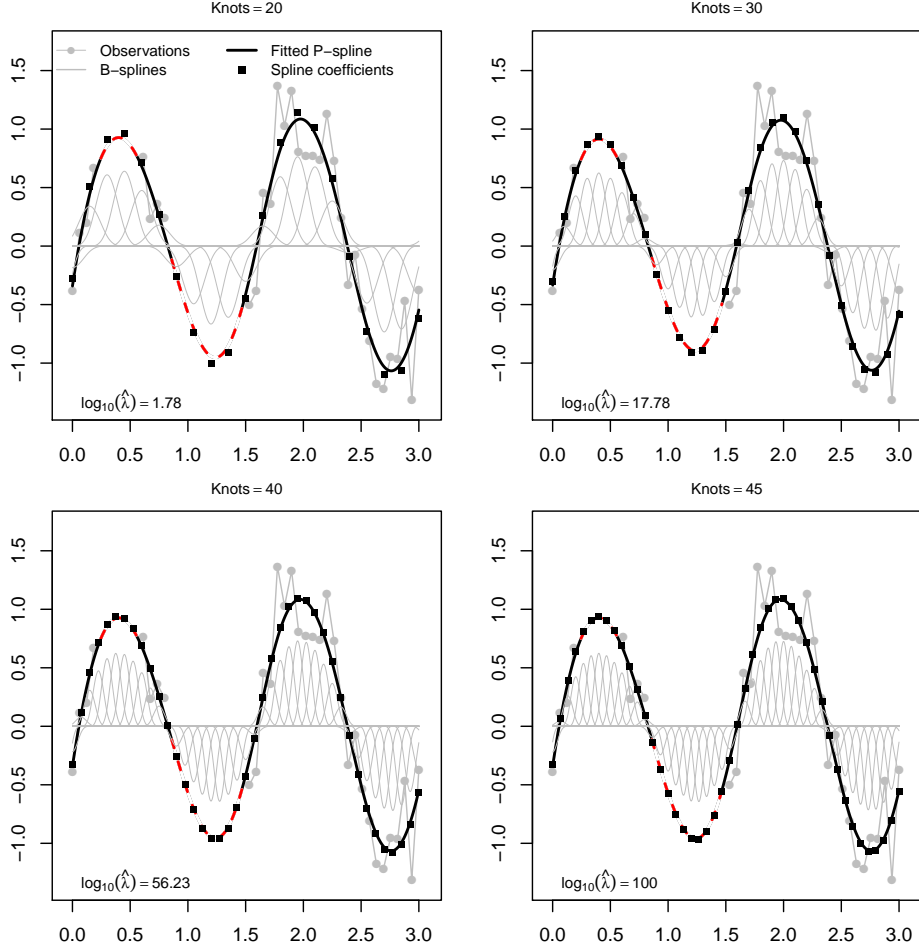 Knots = 20
Observations
B−splines
Fitted P−spline
Spline coefficients
1.5
1.0
0.5
0.0
−0.5
−1.0
log10(λ̂) = 1.78
0.0 0.5 1.0 1.5 2.0 2.5 3.0
Knots = 30
1.5
1.0
0.5
0.0
−0.5
−1.0
log10(λ̂) = 17.78
0.0 0.5 1.0 1.5 2.0 2.5 3.0
Knots = 40
1.5
1.0
0.5
0.0
−0.5
−1.0
log10(λ̂) = 56.23
0.0 0.5 1.0 1.5 2.0 2.5 3.0
Knots = 45
1.5
1.0
0.5
0.0
−0.5
−1.0
log10(λ̂) = 100
0.0 0.5 1.0 1.5 2.0 2.5 3.0